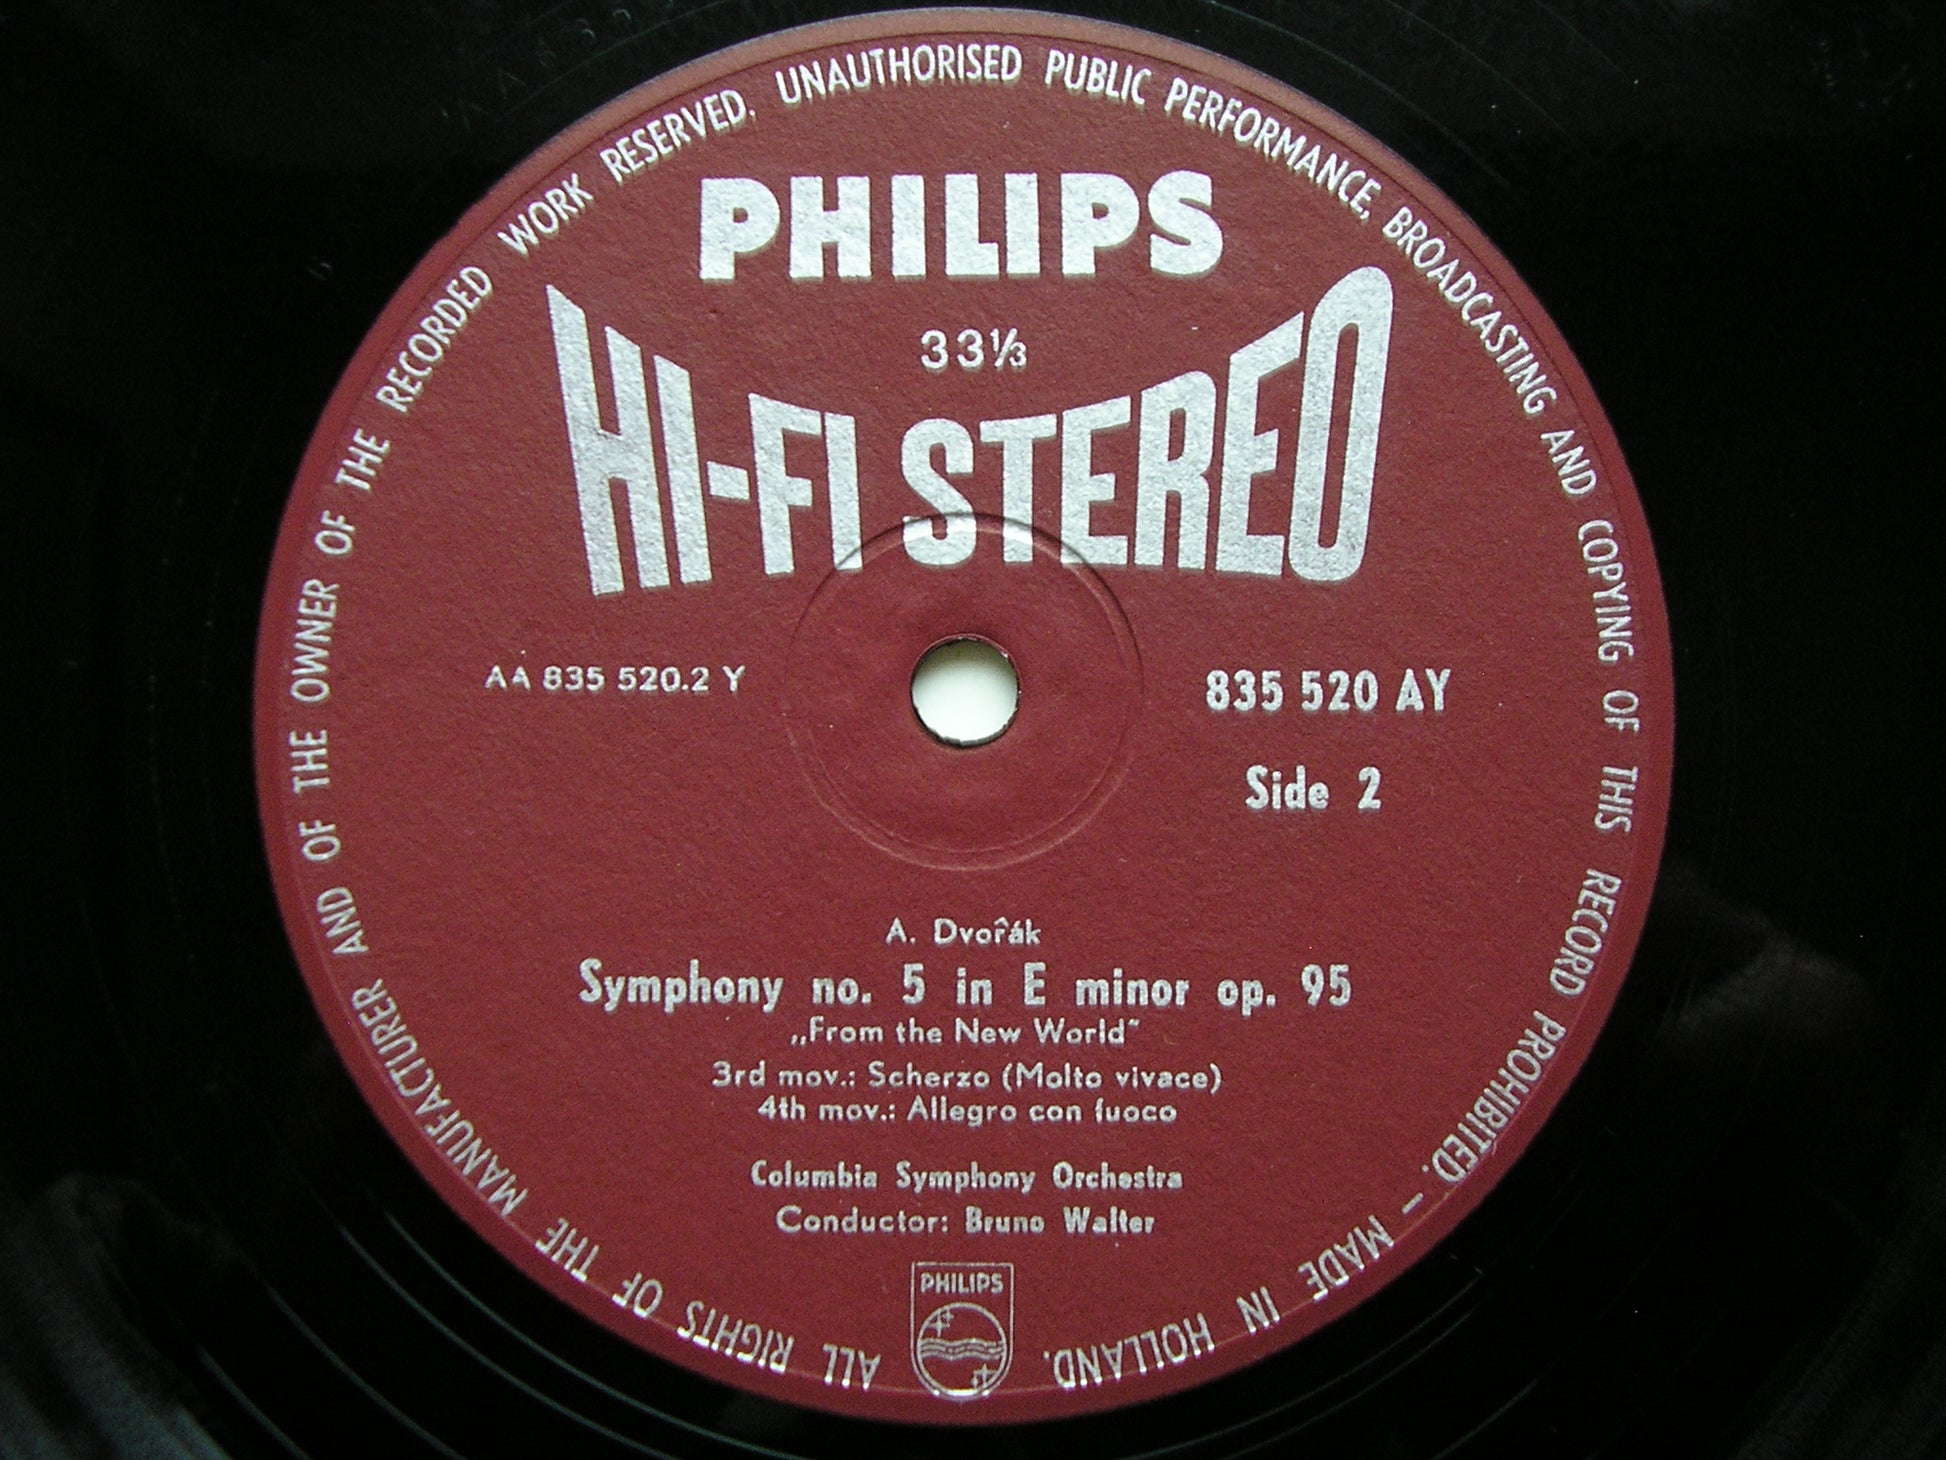 ALL RIGHTS OF THE MANUFACTURER AND OF THE OWNER OF THE RECORDED WORK RESERVED. UNAUTHORISED PUBLIC PERFORMANCE, BROADCASTING AND COPYING OF THIS RECORD PROHIBITED. – MADE IN HOLLAND.
PHILIPS
33⅓
HI-FI STEREO
AA 835 520.2 Y
835 520 AY
Side 2
A. Dvořák
Symphony no. 5 in E minor op. 95
„From the New World”
3rd mov.: Scherzo (Molto vivace)
4th mov.: Allegro con fuoco
Columbia Symphony Orchestra
Conductor: Bruno Walter
PHILIPS